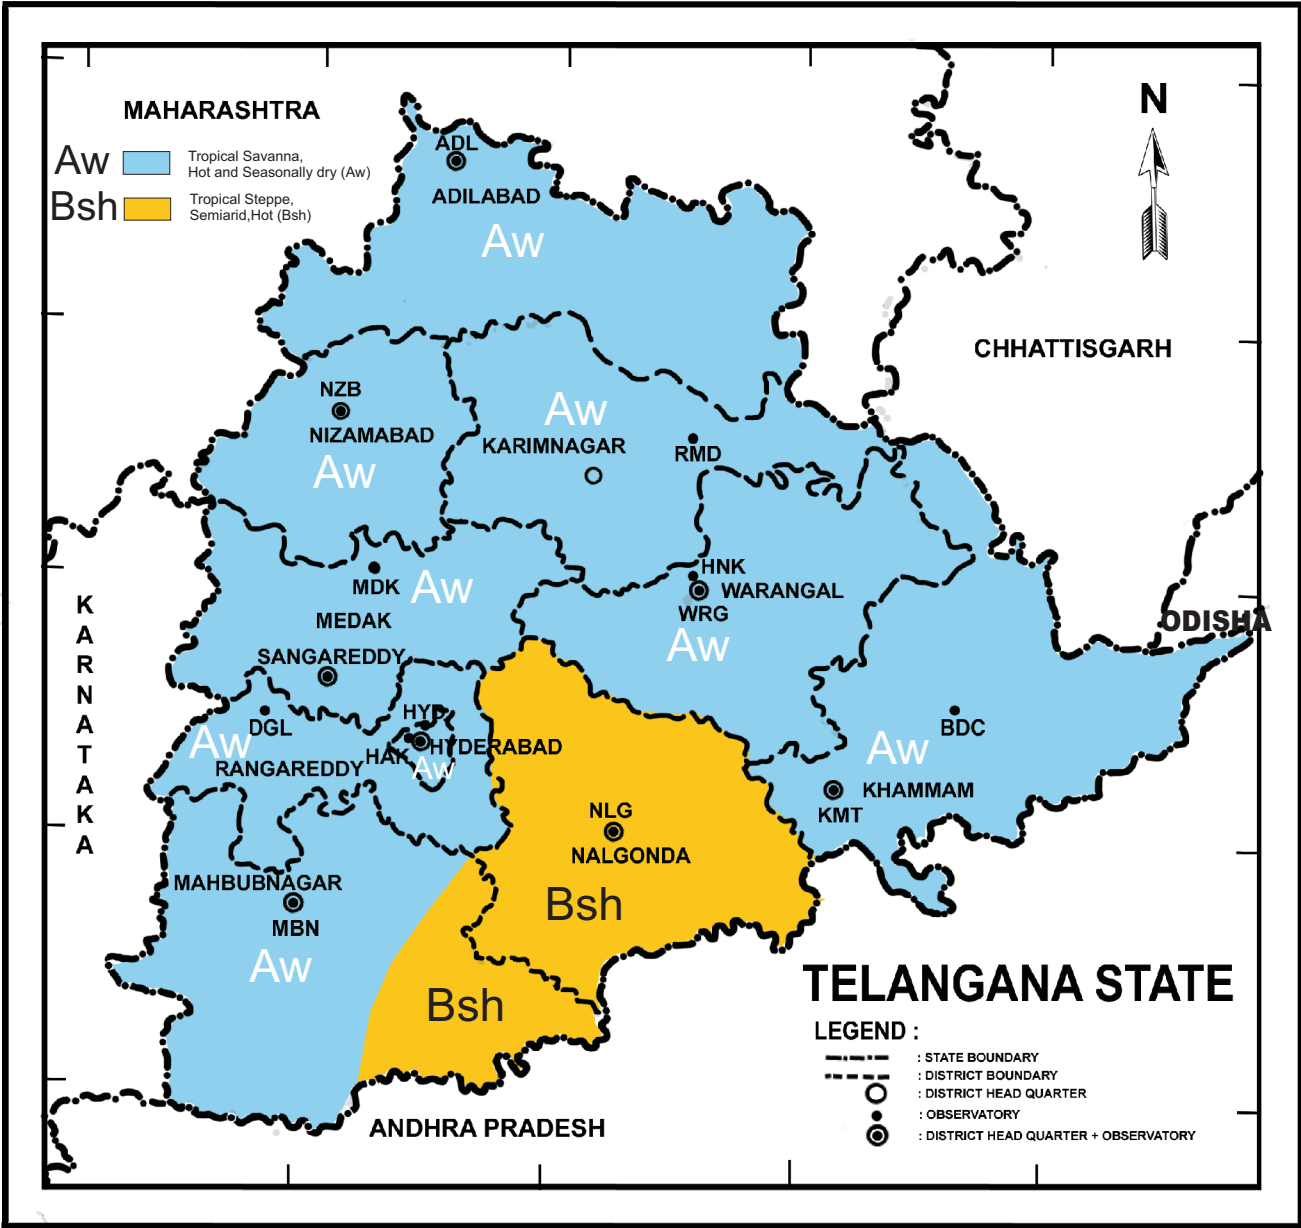 MAHARASHTRA
N
Aw
Tropical Savanna,
Hot and Seasonally dry (Aw)
Bsh
Tropical Steppe,
Semiarid,Hot (Bsh)
ADL
ADILABAD
Aw
CHHATTISGARH
NZB
NIZAMABAD
Aw
Aw
KARIMNAGAR
RMD
MDK
Aw
MEDAK
SANGAREDDY
HNK
WARANGAL
WRG
Aw
KARNATAKA
ODISHA
DGL
Aw
RANGAREDDY
HYD
HAK
HYDERABAD
Aw
BDC
Aw
KHAMMAM
KMT
NLG
NALGONDA
Bsh
MAHBUBNAGAR
MBN
Aw
Bsh
TELANGANA STATE
LEGEND :
: STATE BOUNDARY
: DISTRICT BOUNDARY
: DISTRICT HEAD QUARTER
: OBSERVATORY
: DISTRICT HEAD QUARTER + OBSERVATORY
ANDHRA PRADESH